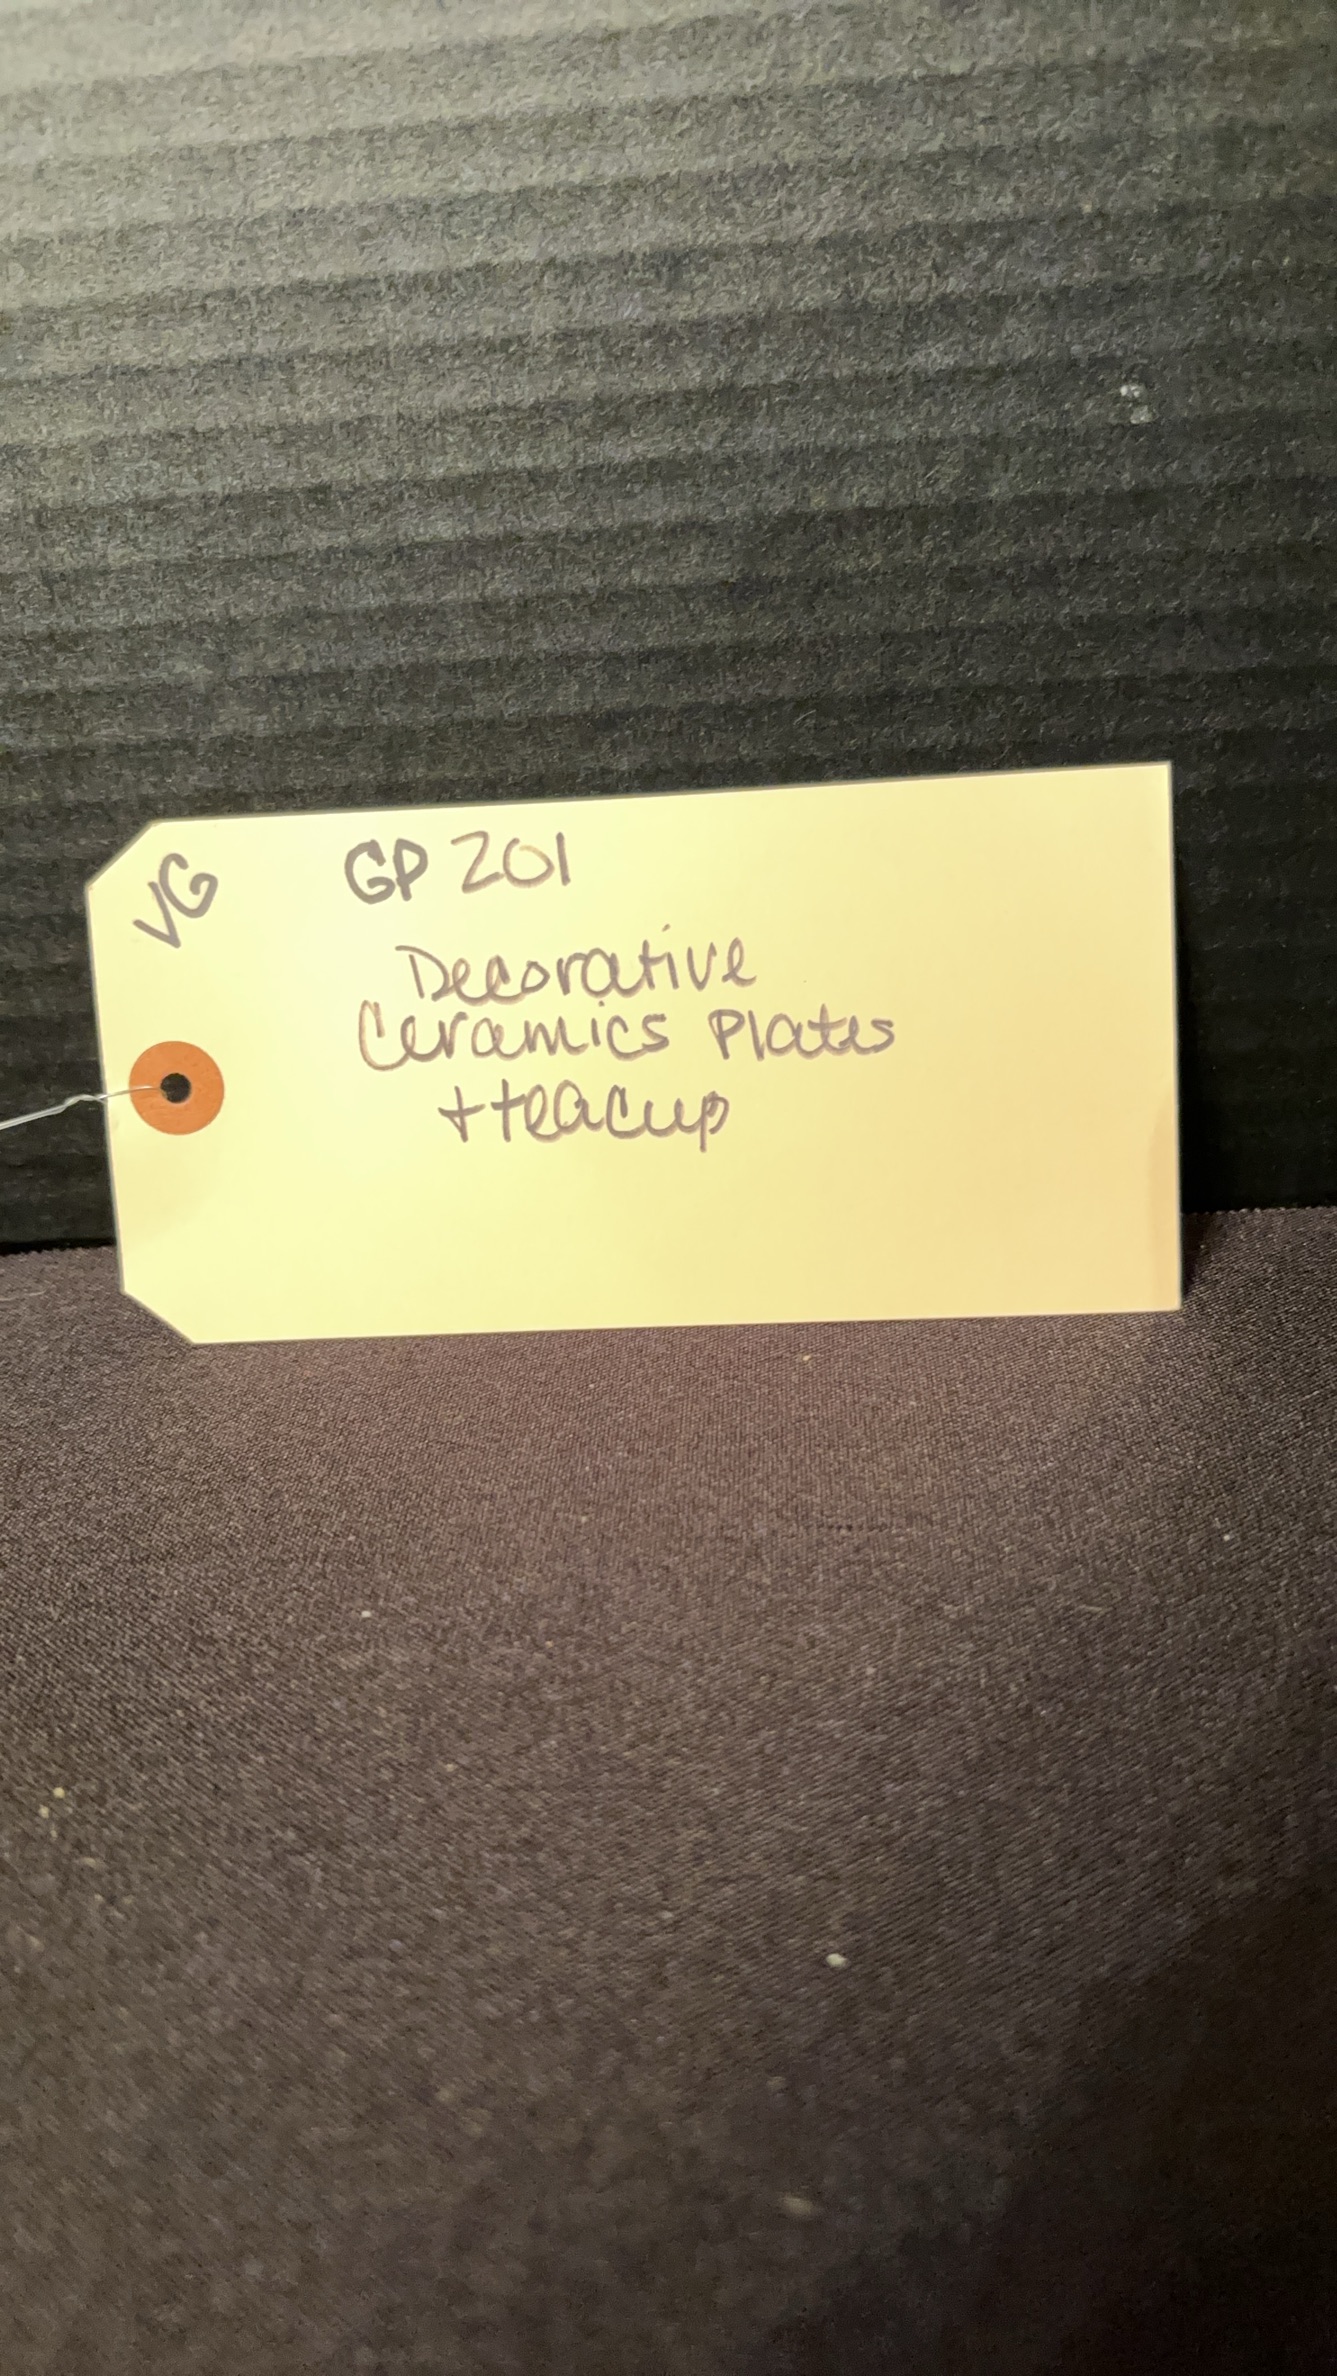 VG
GP 201
Decorative
Ceramics Plates
+ teacup